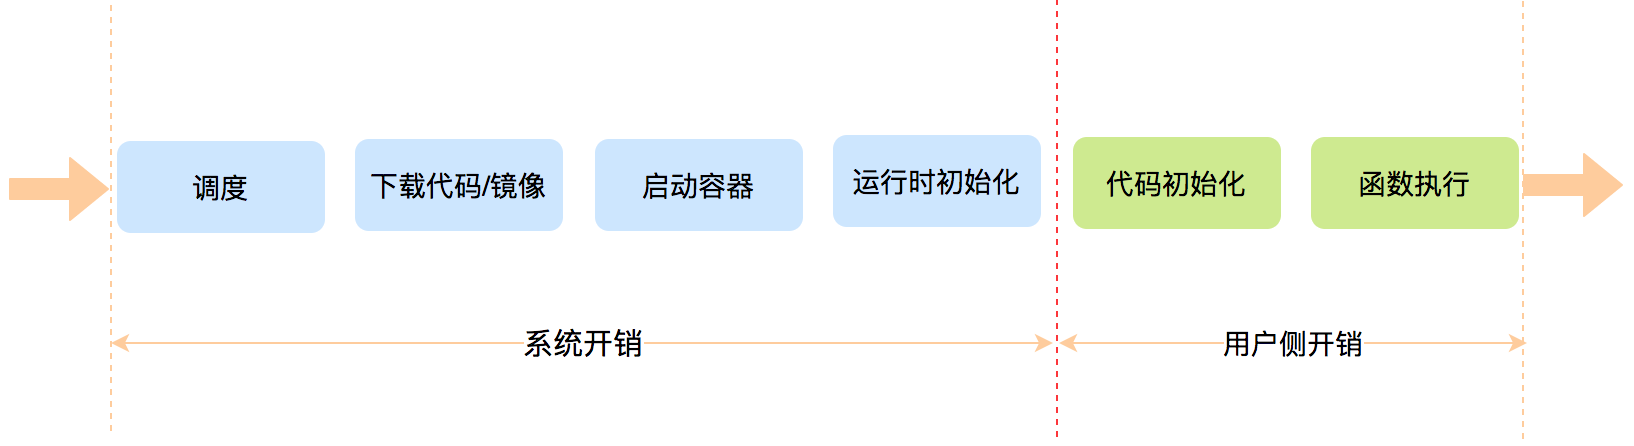 调度
下载代码/镜像
启动容器
运行时初始化
代码初始化
函数执行
系统开销
用户侧开销